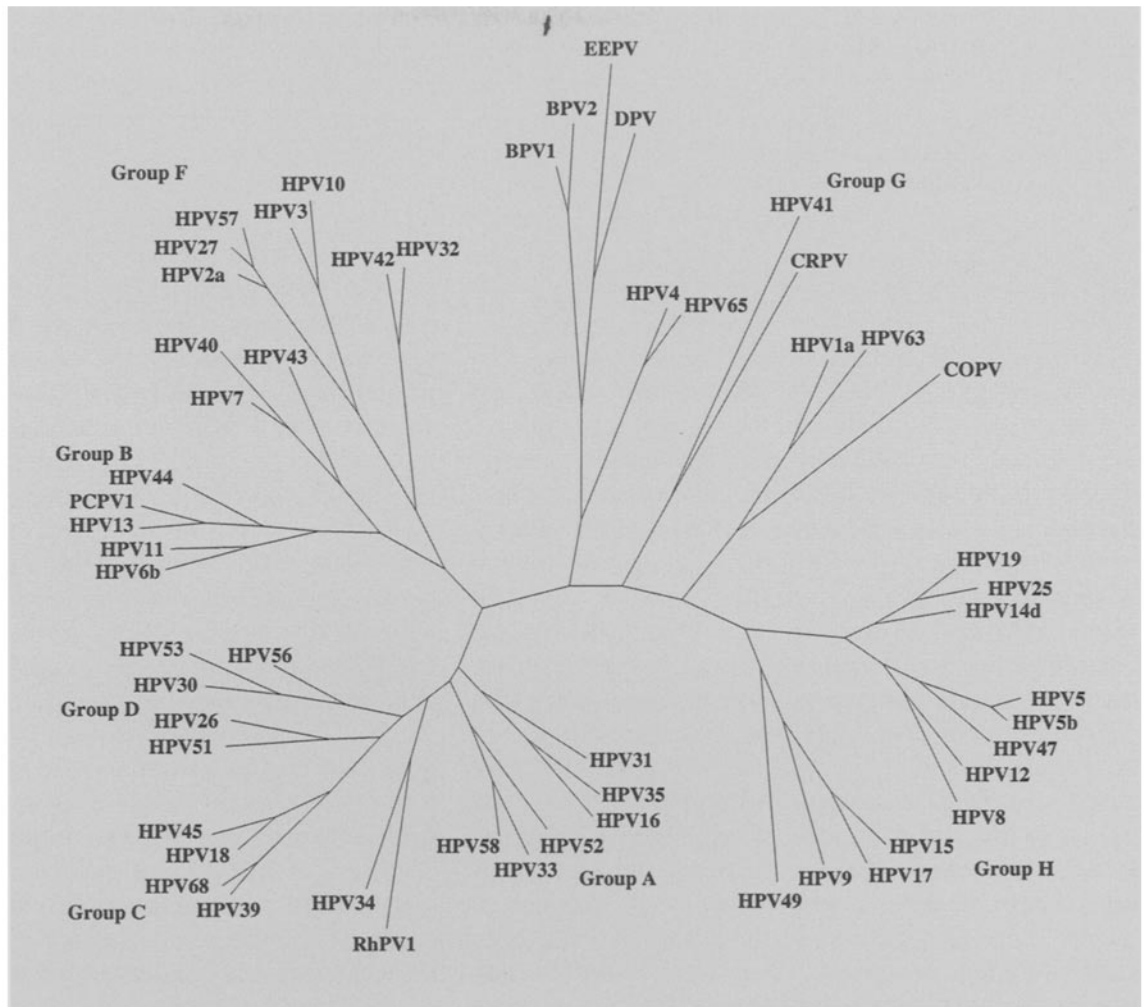 EEPV
BPV2
DPV
BPV1
Group F
HPV10
Group G
HPV3
HPV41
HPV57
HPV27
HPV42
HPV32
CRPV
HPV2a
HPV4
HPV65
HPV40
HPV43
HPV1a
HPV63
COPV
HPV7
Group B
HPV44
PCPV1
HPV13
HPV11
HPV6b
HPV19
HPV25
HPV14d
HPV53
HPV56
HPV30
Group D
HPV26
HPV51
HPV5
HPV5b
HPV47
HPV31
HPV12
HPV35
HPV16
HPV8
HPV45
HPV18
HPV58
HPV52
HPV33
HPV15
Group H
HPV68
Group A
HPV9
HPV17
HPV39
Group C
HPV34
HPV49
RhPV1